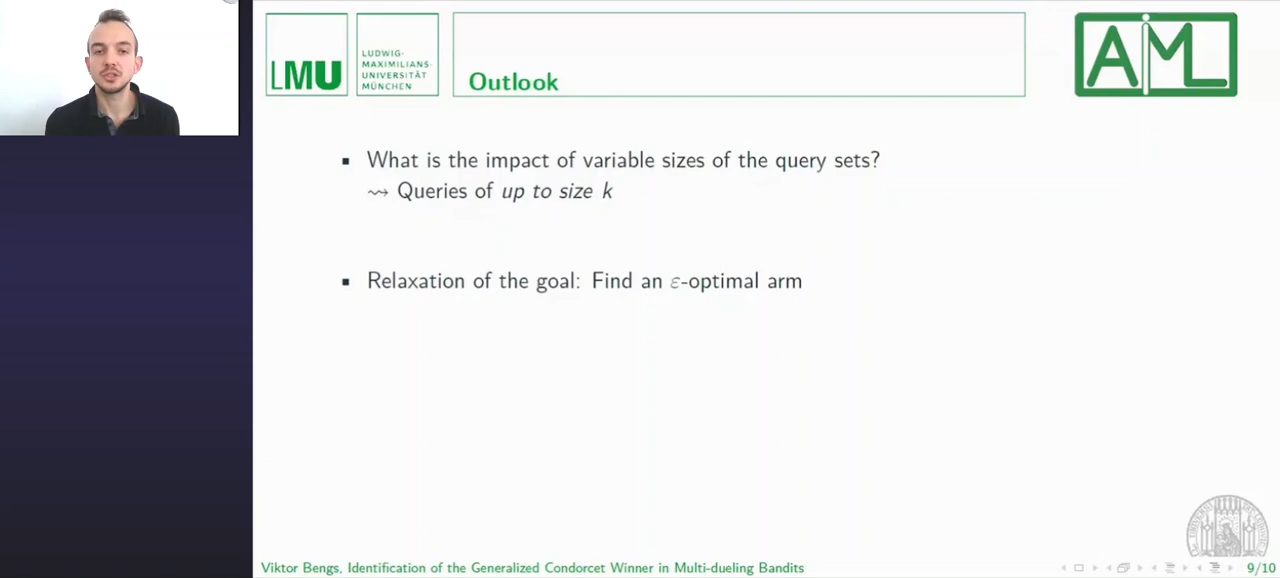 LMU
LUDWIG-
MAXIMILIANS-
UNIVERSITÄT
MÜNCHEN
Outlook
AIML
What is the impact of variable sizes of the query sets?
⇝ Queries of up to size k
Relaxation of the goal: Find an ε-optimal arm
Viktor Bengs, Identification of the Generalized Condorcet Winner in Multi-dueling Bandits
9/10